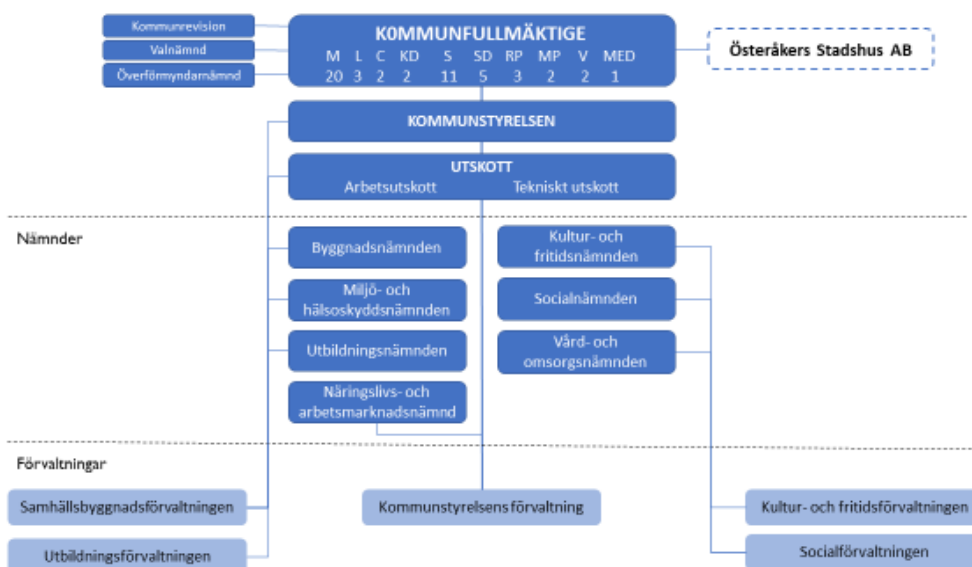 Kommunrevision
Valnämnd
Överförmyndarnämnd
KOMMUNFULLMÄKTIGE
M L C KD S SD RP MP V MED
20 3 2 2 11 5 3 2 2 1
Österåkers Stadshus AB
KOMMUNSTYRELSEN
UTSKOTT
Arbetsutskott Tekniskt utskott
Nämnder
Byggnadsnämnden
Miljö- och
hälsoskyddsnämnden
Utbildningsnämnden
Näringslivs- och
arbetsmarknadsnämnd
Kultur- och
fritidsnämnden
Socialnämnden
Vård- och
omsorgsnämnden
Förvaltningar
Samhällsbyggnadsförvaltningen
Utbildningsförvaltningen
Kommunstyrelsens förvaltning
Kultur- och fritidsförvaltningen
Socialförvaltningen